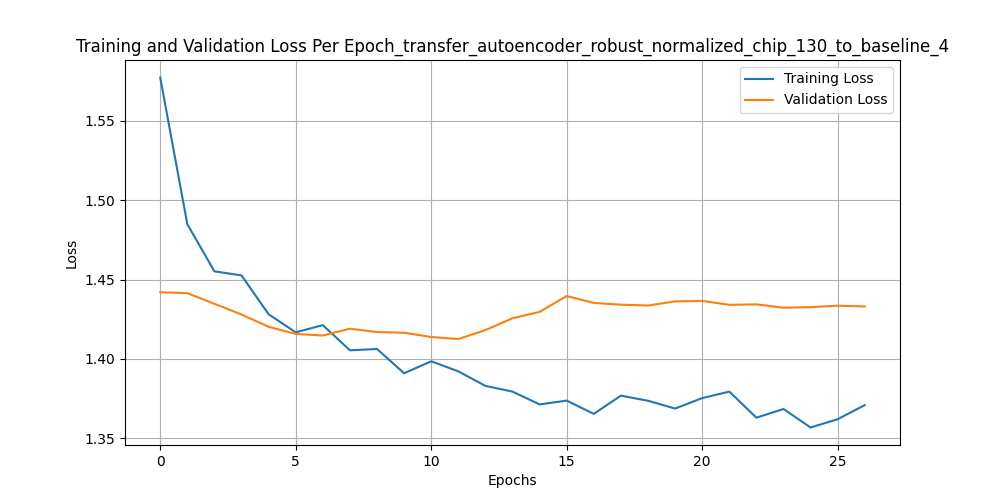 Training and Validation Loss Per Epoch_transfer_autoencoder_robust_normalized_chip_130_to_baseline_4
Training Loss
Validation Loss
1.55
1.50
1.45
1.40
1.35
Loss
0 5 10 15 20 25
Epochs